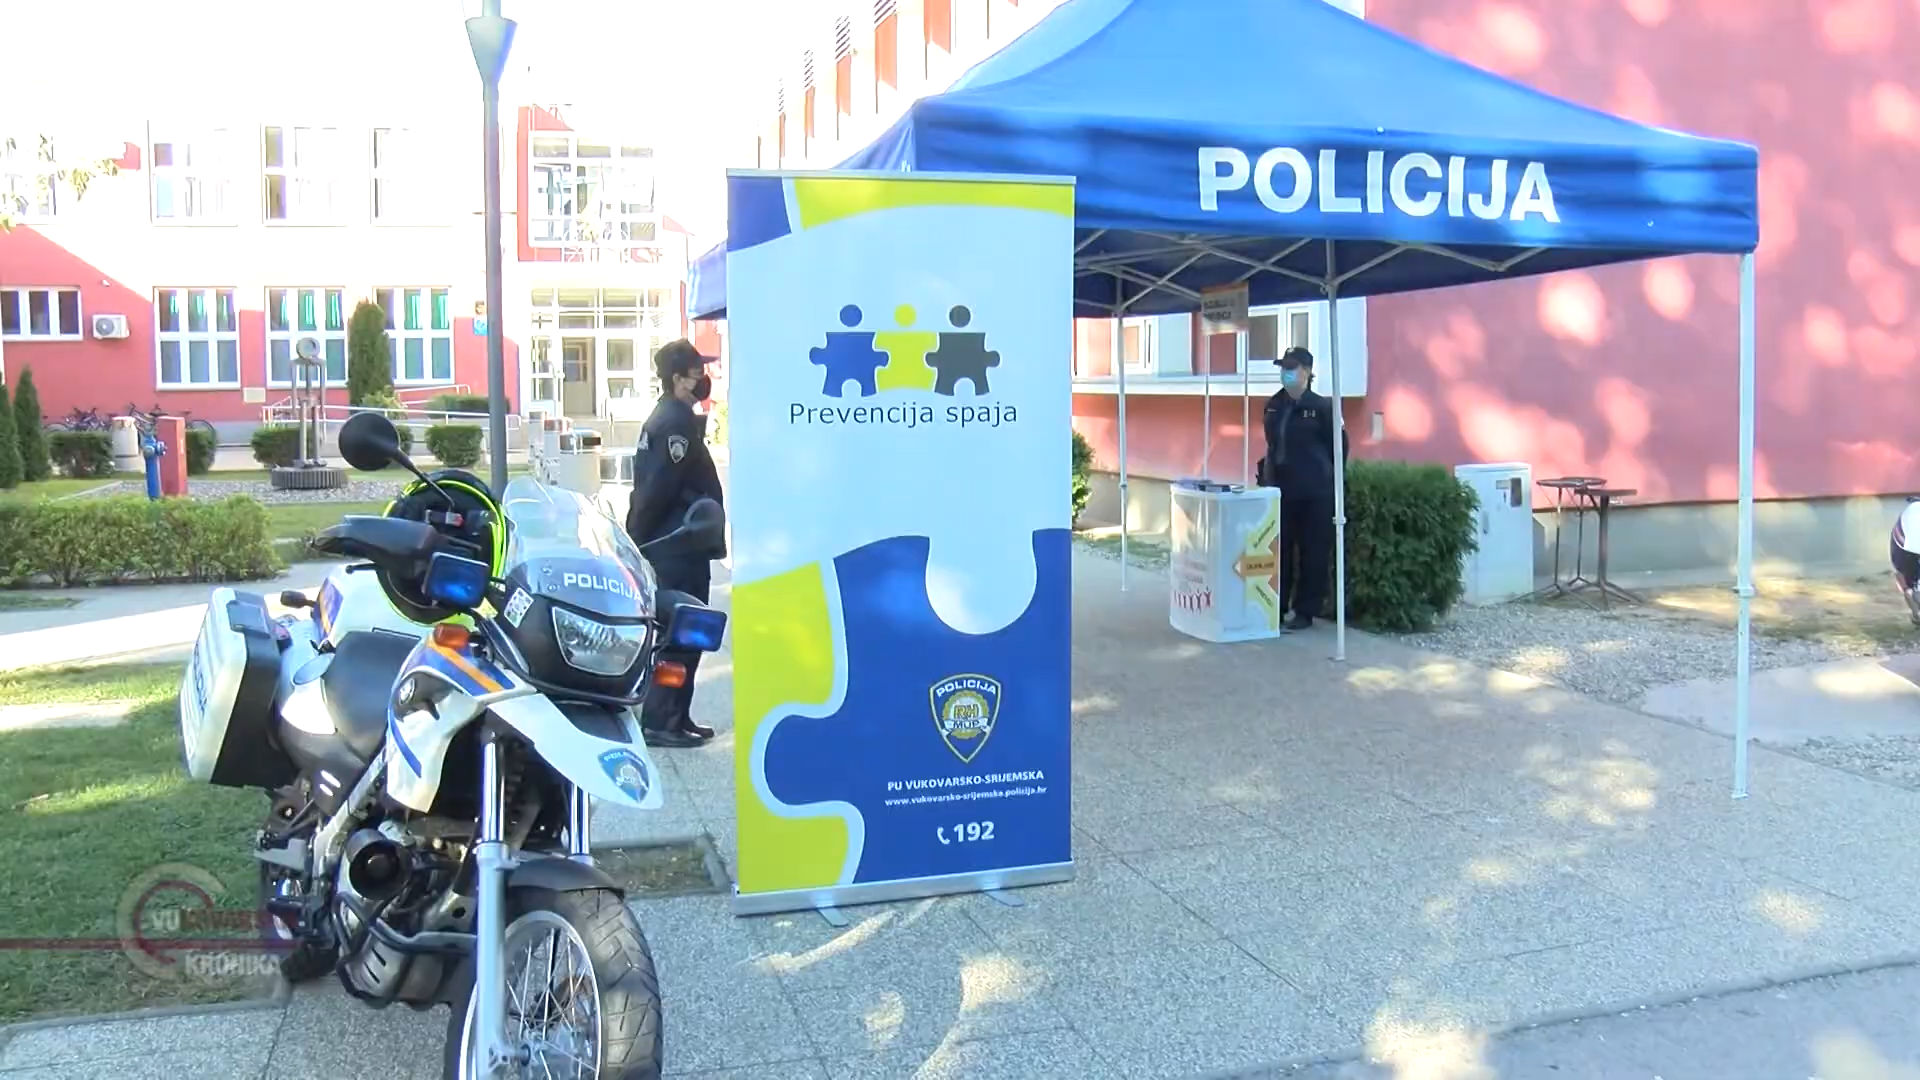 POLICIJA
Prevencija spaja
POLICIJA
POLICIJA
RH
MUP
PU VUKOVARSKO-SRIJEMSKA
www.vukovarsko-srijemska.policija.hr
192
KRONIKA